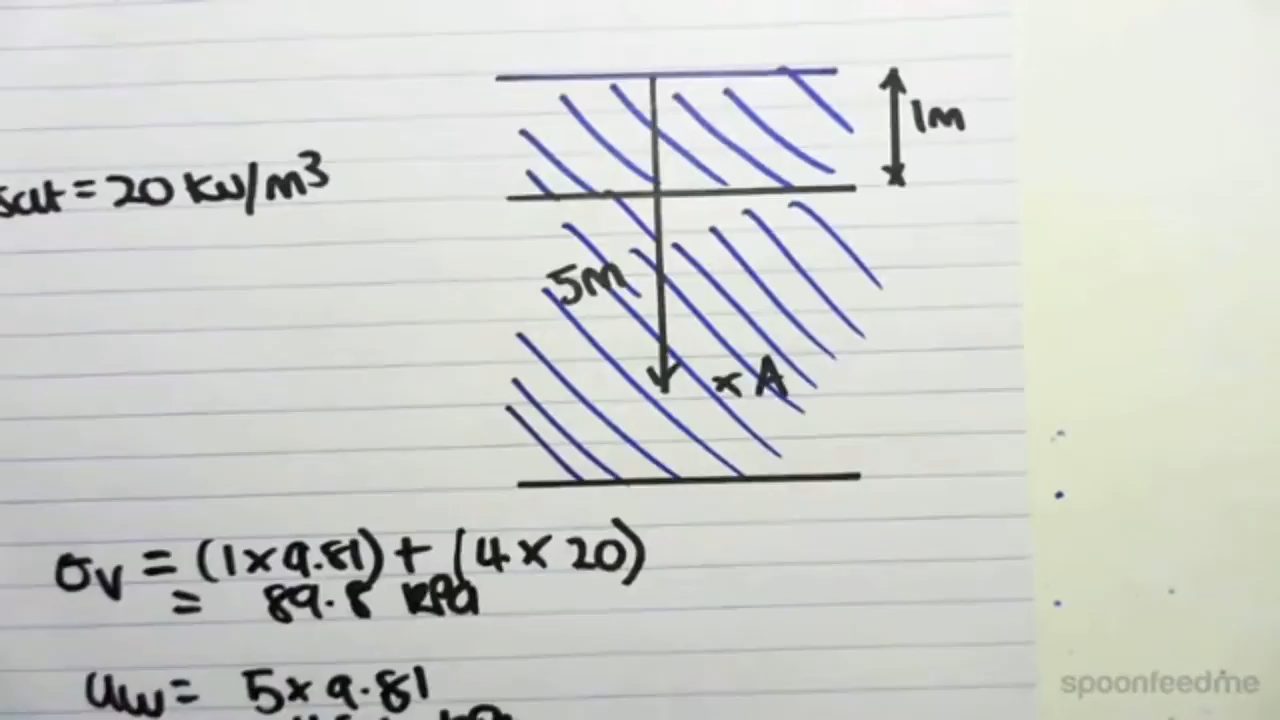 1m
sat = 20 kN/m³
5m
x A
σv = (1 x 9.81) + (4 x 20)
= 89.8 kPa
uw = 5 x 9.81
kPa
spoonfeedme